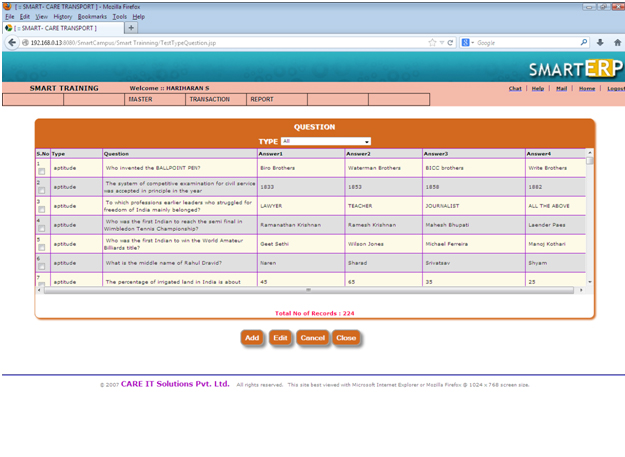 [ :: SMART- CARE TRANSPORT ] - Mozilla Firefox
File Edit View History Bookmarks Tools Help
[ :: SMART- CARE TRANSPORT ] +
192.168.0.13:8080/SmartCampus/Smart Trainning/TestTypeQuestion.jsp Google
SMART ERP
SMART TRAINING Welcome :: HARIHARAN S Chat | Help | Mail | Home | Logout
MASTER TRANSACTION REPORT
QUESTION
TYPE All
S.No Type Question Answer1 Answer2 Answer3 Answer4
1 aptitude Who invented the BALLPOINT PEN? Biro Brothers Waterman Brothers BICC brothers Write Brothers
2 aptitude The system of competitive examination for civil service was accepted in principle in the year 1833 1853 1858 1882
3 aptitude To which professions earlier leaders who struggled for freedom of India mainly belonged? LAWYER TEACHER JOURNALIST ALL THE ABOVE
4 aptitude Who was the first Indian to reach the semi final in Wimbledon Tennis Championship? Ramanathan Krishnan Ramesh Krishnan Mahesh Bhupati Leander Paes
5 aptitude Who was the first Indian to win the World Amateur Billiards title? Geet Sethi Wilson Jones Michael Ferreira Manoj Kothari
6 aptitude What is the middle name of Rahul Dravid? Naren Sharad Srivatsav Shyam
7 aptitude The percentage of irrigated land in India is about 45 65 35 25
Total No of Records : 224
Add Edit Cancel Close
© 2007 CARE IT Solutions Pvt. Ltd. All rights reserved. This site best viewed with Microsoft Internet Explorer or Mozilla Firefox @ 1024 x 768 screen size.